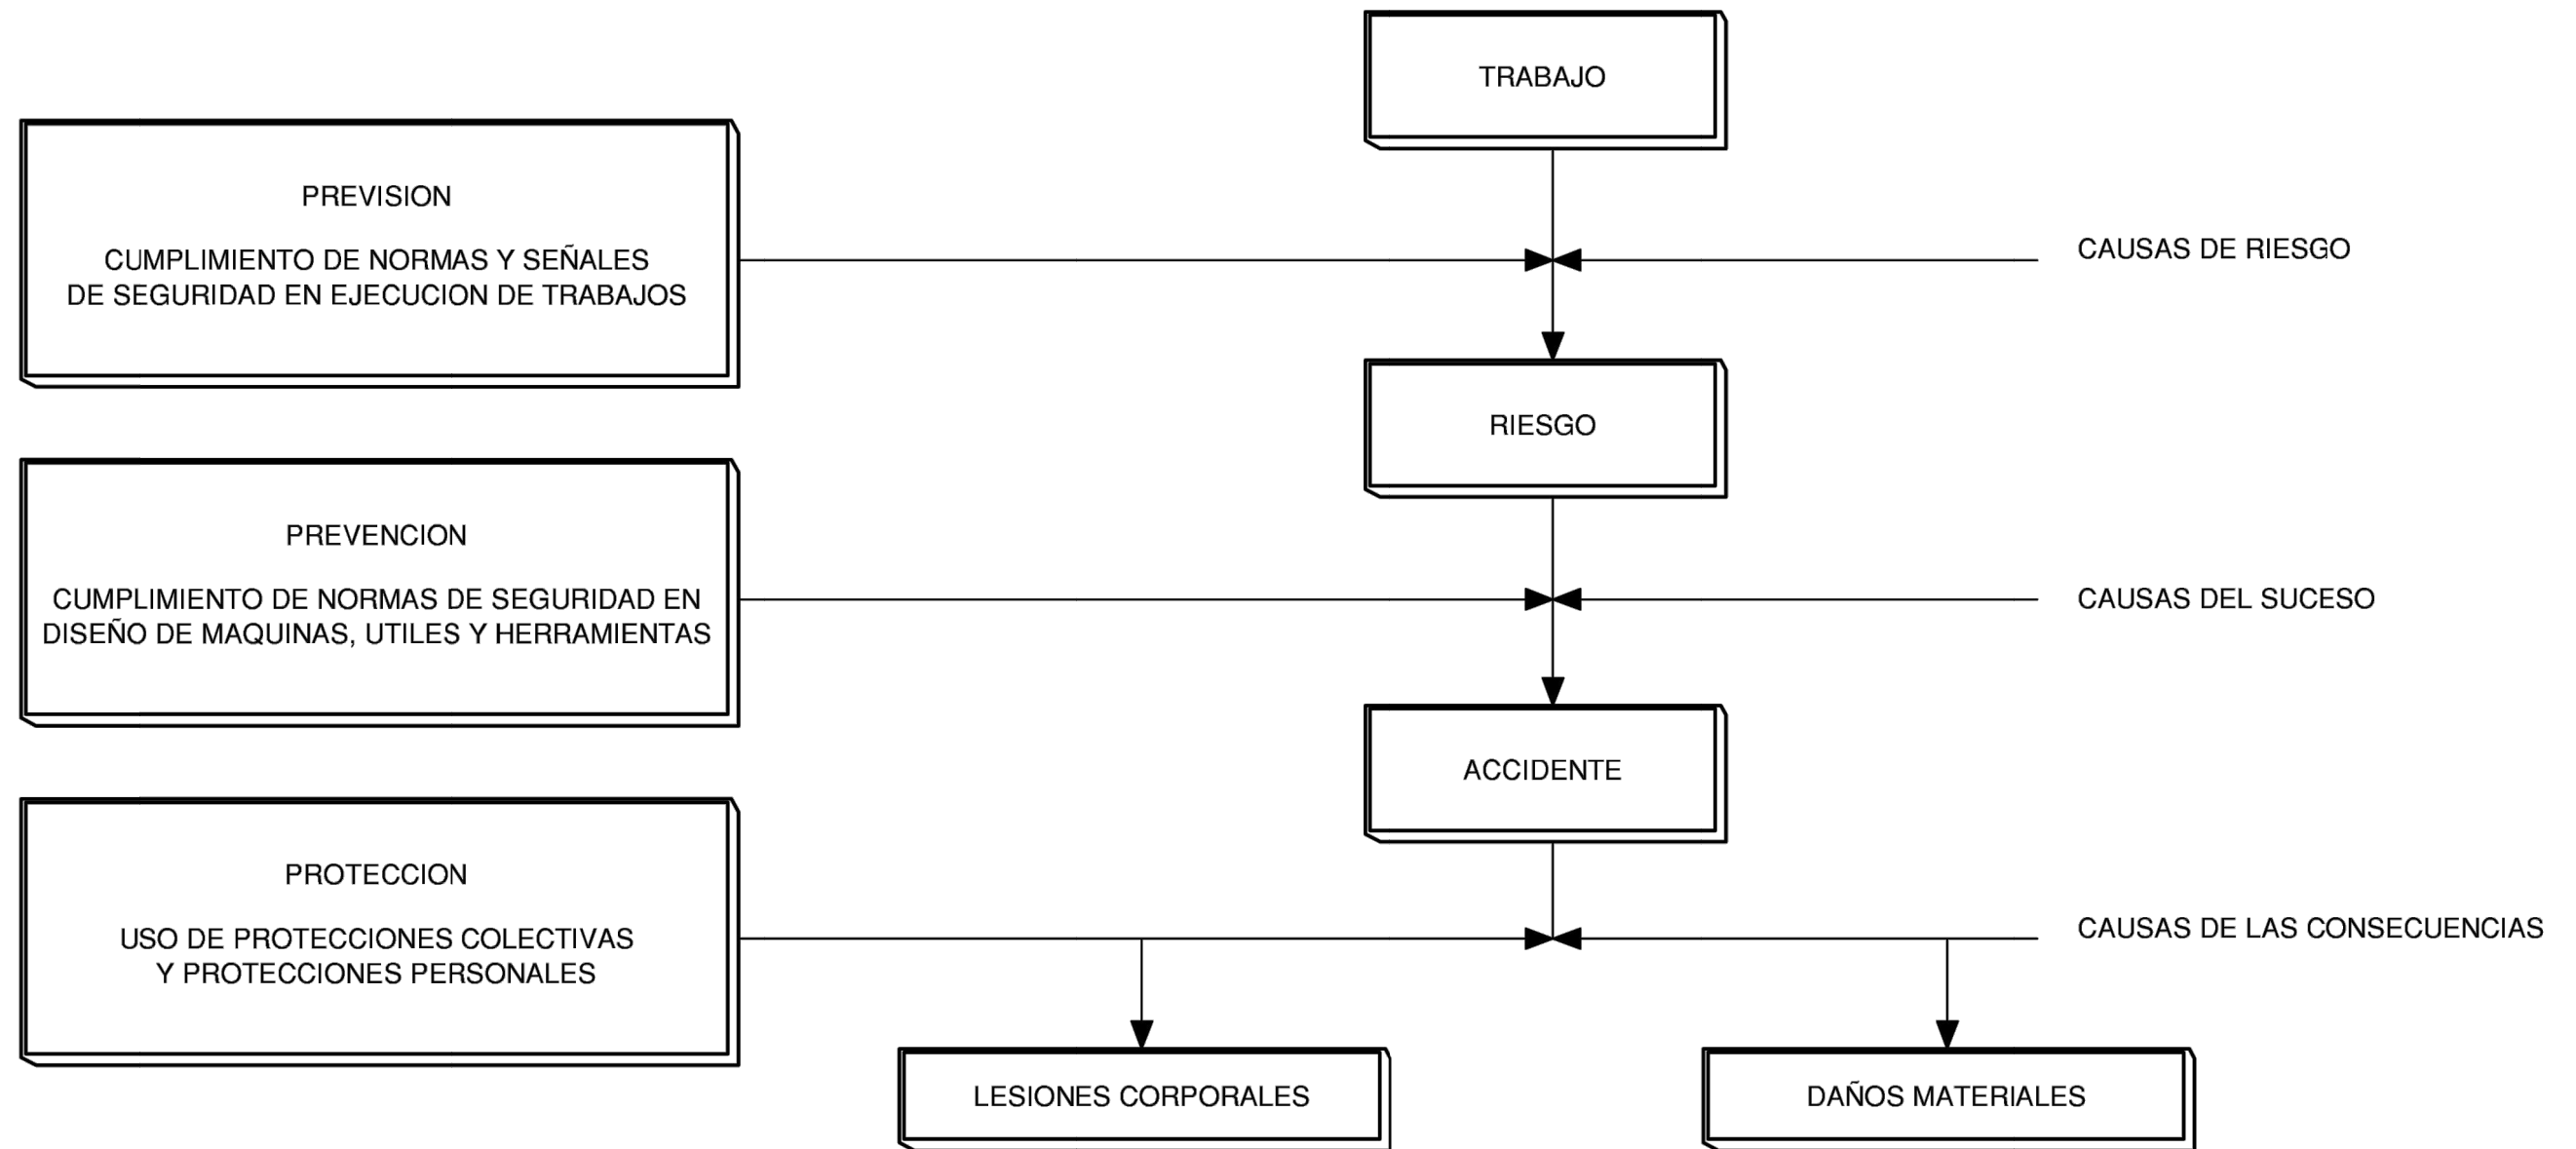 TRABAJO
PREVISION
CUMPLIMIENTO DE NORMAS Y SEÑALES
DE SEGURIDAD EN EJECUCION DE TRABAJOS
CAUSAS DE RIESGO
RIESGO
PREVENCION
CUMPLIMIENTO DE NORMAS DE SEGURIDAD EN
DISEÑO DE MAQUINAS, UTILES Y HERRAMIENTAS
CAUSAS DEL SUCESO
ACCIDENTE
PROTECCION
USO DE PROTECCIONES COLECTIVAS
Y PROTECCIONES PERSONALES
CAUSAS DE LAS CONSECUENCIAS
LESIONES CORPORALES
DAÑOS MATERIALES